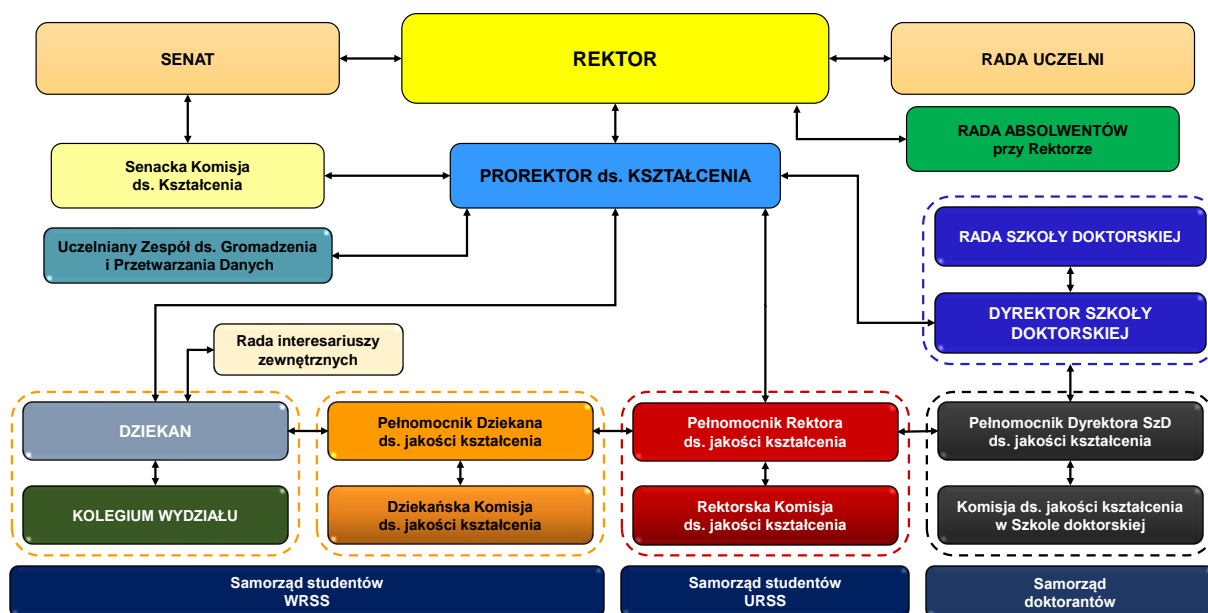 SENAT
REKTOR
RADA UCZELNI
RADA ABSOLWENTÓW
przy Rektorze
Senacka Komisja
ds. Kształcenia
PROREKTOR ds. KSZTAŁCENIA
Uczelniany Zespół ds. Gromadzenia
i Przetwarzania Danych
RADA SZKOŁY DOKTORSKIEJ
DYREKTOR SZKOŁY
DOKTORSKIEJ
Rada interesariuszy
zewnętrznych
DZIEKAN
Pełnomocnik Dziekana
ds. jakości kształcenia
Pełnomocnik Rektora
ds. jakości kształcenia
Pełnomocnik Dyrektora SzD
ds. jakości kształcenia
KOLEGIUM WYDZIAŁU
Dziekańska Komisja
ds. jakości kształcenia
Rektorska Komisja
ds. jakości kształcenia
Komisja ds. jakości kształcenia
w Szkole doktorskiej
Samorząd studentów
WRSS
Samorząd studentów
URSS
Samorząd
doktorantów